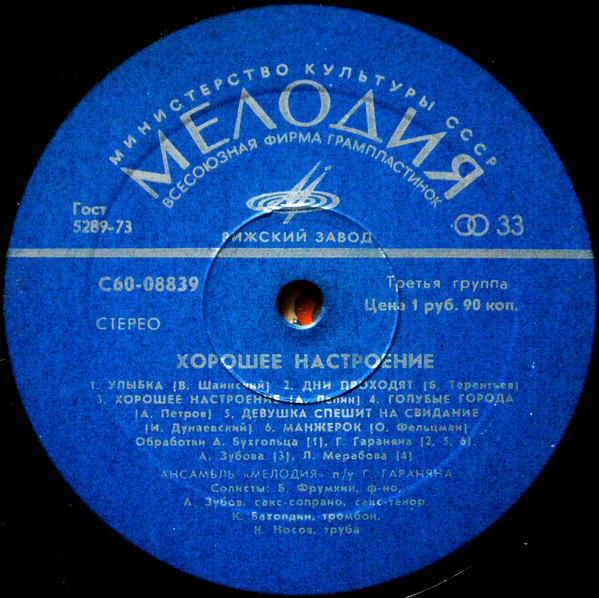 МИНИСТЕРСТВО КУЛЬТУРЫ СССР
МЕЛОДИЯ
ВСЕСОЮЗНАЯ ФИРМА ГРАМПЛАСТИНОК
Гост
5289-73
33
РИЖСКИЙ ЗАВОД
С60-08839
Третья группа
Цена 1 руб. 90 коп.
СТЕРЕО
ХОРОШЕЕ НАСТРОЕНИЕ
1. УЛЫБКА (В. Шаинский) 2. ДНИ ПРОХОДЯТ (Б. Терентьев)
3. ХОРОШЕЕ НАСТРОЕНИЕ (А. Лепин) 4. ГОЛУБЫЕ ГОРОДА
(А. Петров) 5. ДЕВУШКА СПЕШИТ НА СВИДАНИЕ
(И. Дунаевский) 6. МАНЖЕРОК (О. Фельцман)
Обработки А. Бухгольца (1), Г. Гараняна (2, 5, 6),
А. Зубова (3), Л. Мерабова (4)
АНСАМБЛЬ «МЕЛОДИЯ» п/у Г. ГАРАНЯНА
Солисты: Б. Фрумкин, ф-но,
А. Зубов, сакс-сопрано, сакс-тенор,
К. Бахолдин, тромбон,
К. Носов, труба